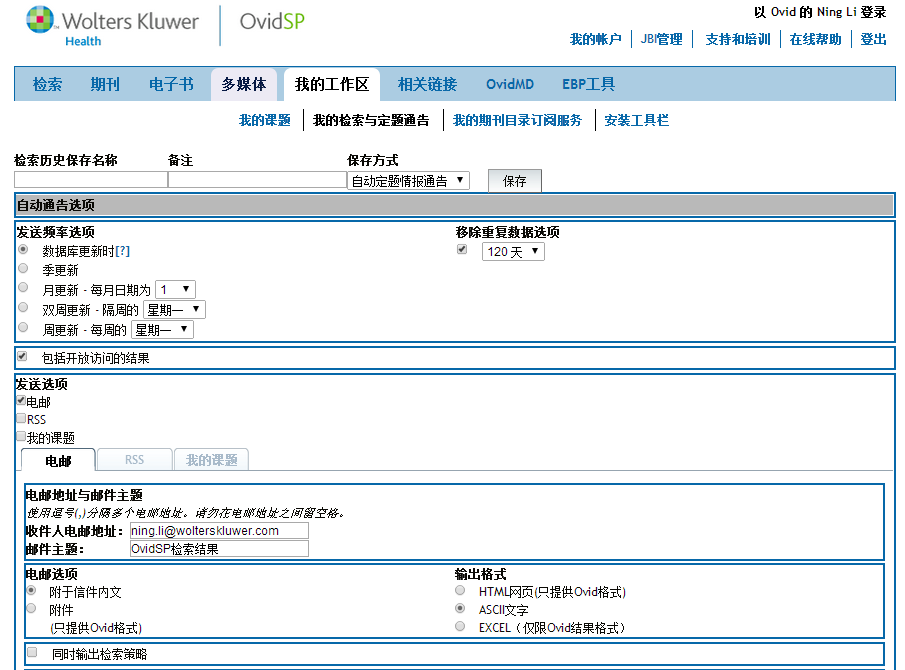 Wolters Kluwer
Health
OvidSP
以 Ovid 的 Ning Li 登录
我的帐户 JBI管理 支持和培训 在线帮助 登出
检索 期刊 电子书 多媒体 我的工作区 相关链接 OvidMD EBP工具
我的课题 我的检索与定题通告 我的期刊目录订阅服务 安装工具栏
检索历史保存名称 备注 保存方式
自动定题情报通告 保存
自动通告选项
发送频率选项 移除重复数据选项
数据库更新时[?] 120 天
季更新
月更新 - 每月日期为 1
双周更新 - 隔周的 星期一
周更新 - 每周的 星期一
包括开放访问的结果
发送选项
电邮
RSS
我的课题
电邮 RSS 我的课题
电邮地址与邮件主题
使用逗号(,)分隔多个电邮地址。请勿在电邮地址之间留空格。
收件人电邮地址： ning.li@wolterskluwer.com
邮件主题： OvidSP检索结果
电邮选项 输出格式
附于信件内文 HTML网页(只提供Ovid格式)
附件 ASCII文字
(只提供Ovid格式) EXCEL（仅限Ovid结果格式）
同时输出检索策略